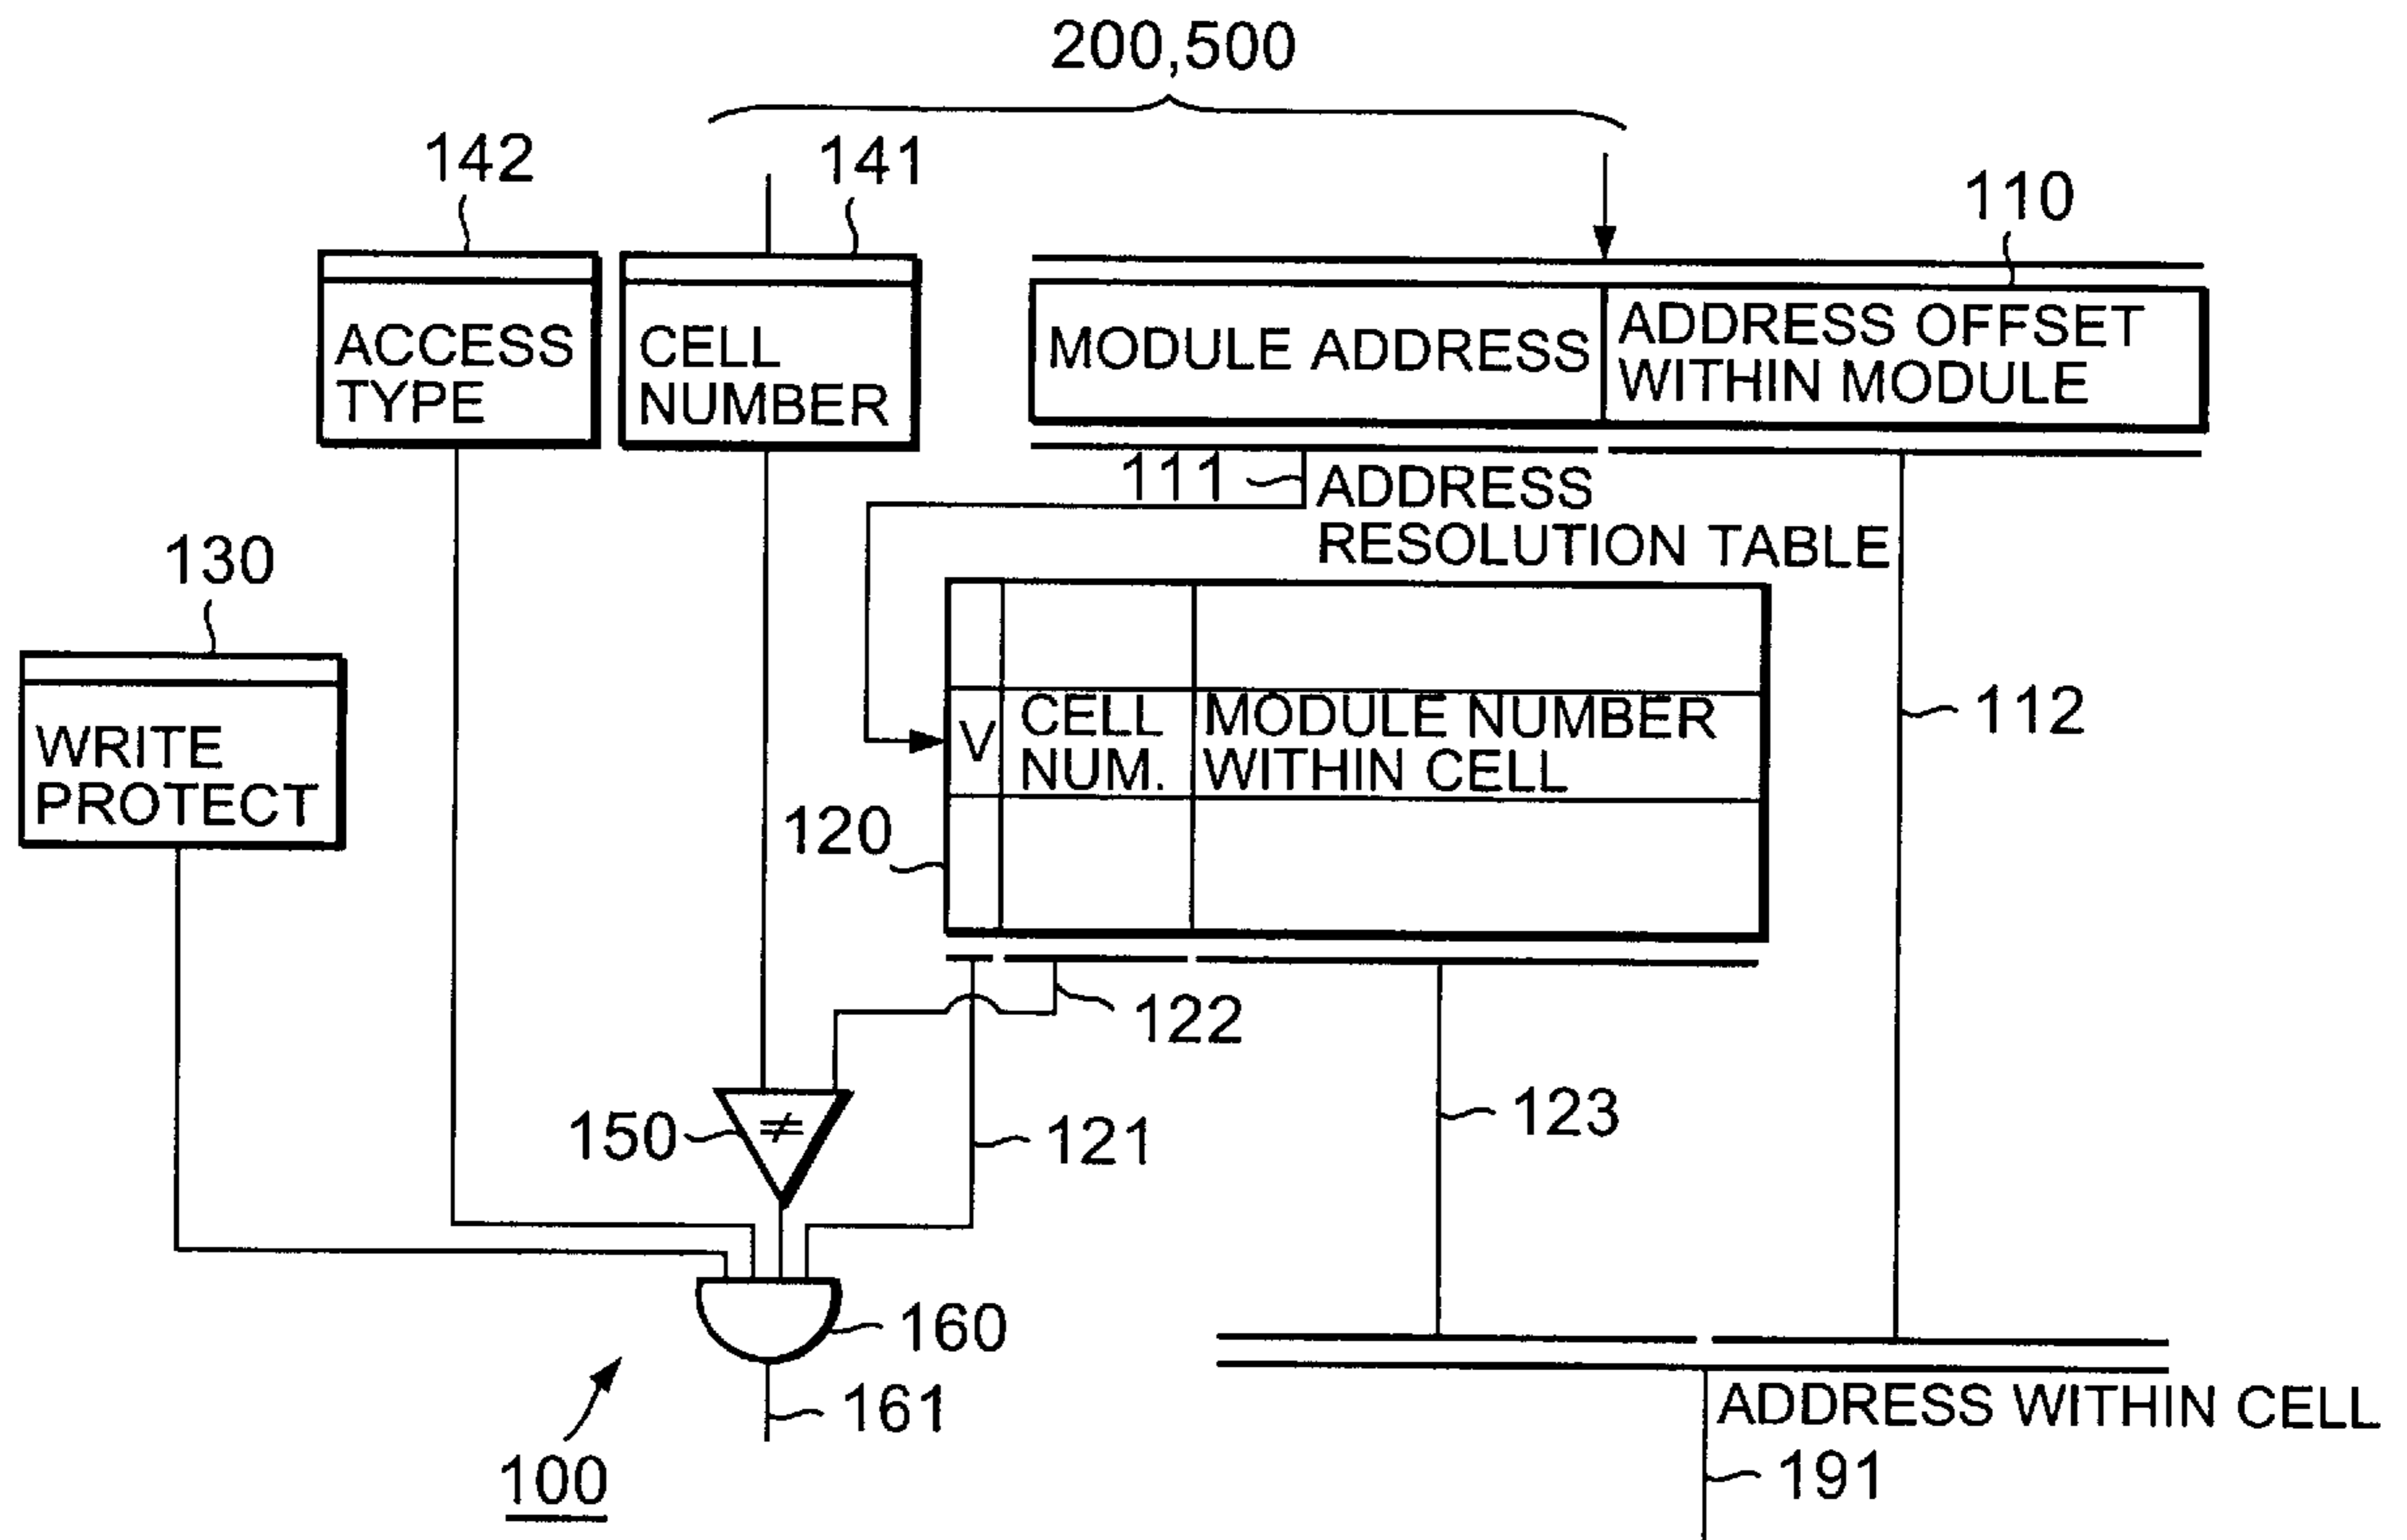 200,500
142
141
110
ACCESS
TYPE
CELL
NUMBER
MODULE ADDRESS
ADDRESS OFFSET
WITHIN MODULE
111
ADDRESS
RESOLUTION TABLE
130
WRITE
PROTECT
V
CELL
NUM.
MODULE NUMBER
WITHIN CELL
112
120
122
150
≠
121
123
160
161
100
ADDRESS WITHIN CELL
191